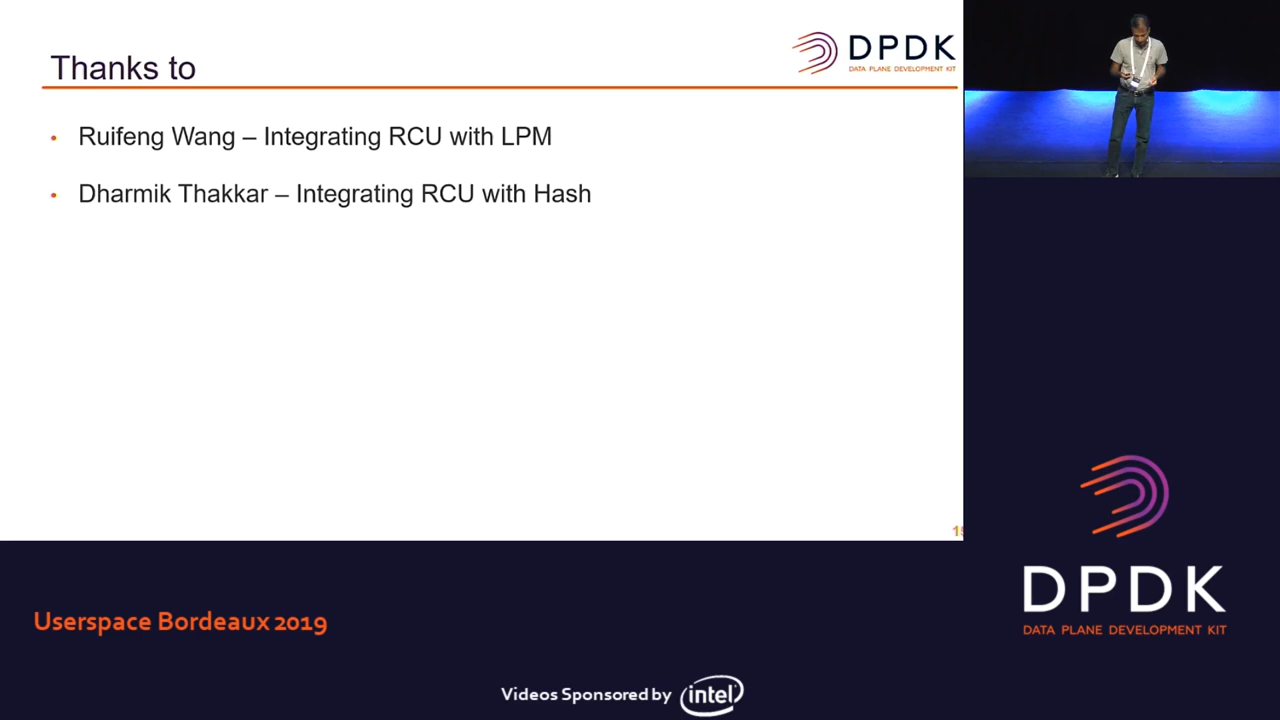 Thanks to
DPDK
DATA PLANE DEVELOPMENT KIT
• Ruifeng Wang – Integrating RCU with LPM
• Dharmik Thakkar – Integrating RCU with Hash
DPDK
DATA PLANE DEVELOPMENT KIT
Userspace Bordeaux 2019
Videos Sponsored by intel